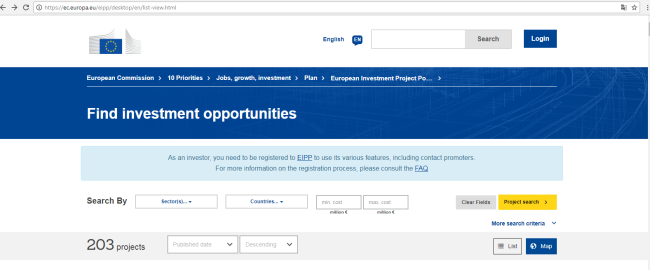 https://ec.europa.eu/eipp/desktop/en/list-view.html
English EN Search Login
European Commission > 10 Priorities > Jobs, growth, investment > Plan > European Investment Project Po... >
Find investment opportunities
As an investor, you need to be registered to EIPP to use its various features, including contact promoters.
For more information on the registration process, please consult the FAQ
Search By Sector(s)... Countries... min. cost max. cost Clear Fields Project search >
million € million €
More search criteria
203 projects Published date Descending List Map